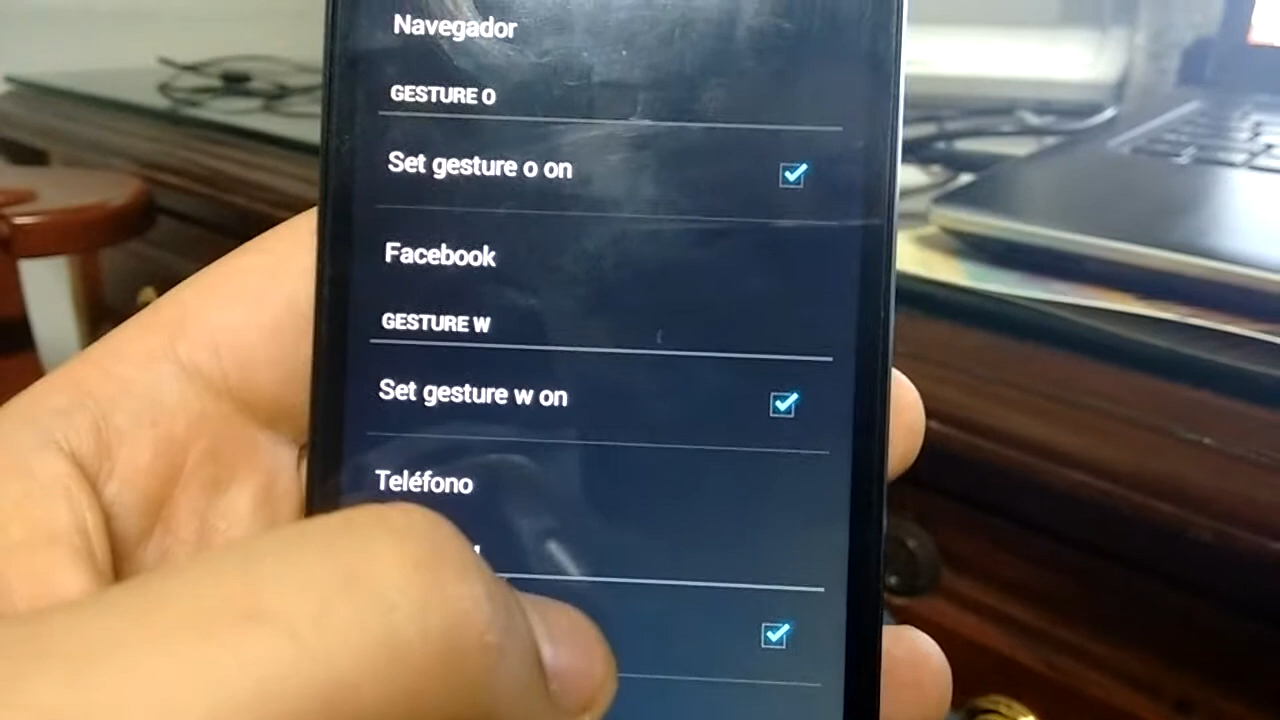 Navegador
GESTURE O
Set gesture o on
Facebook
GESTURE W
Set gesture w on
Teléfono